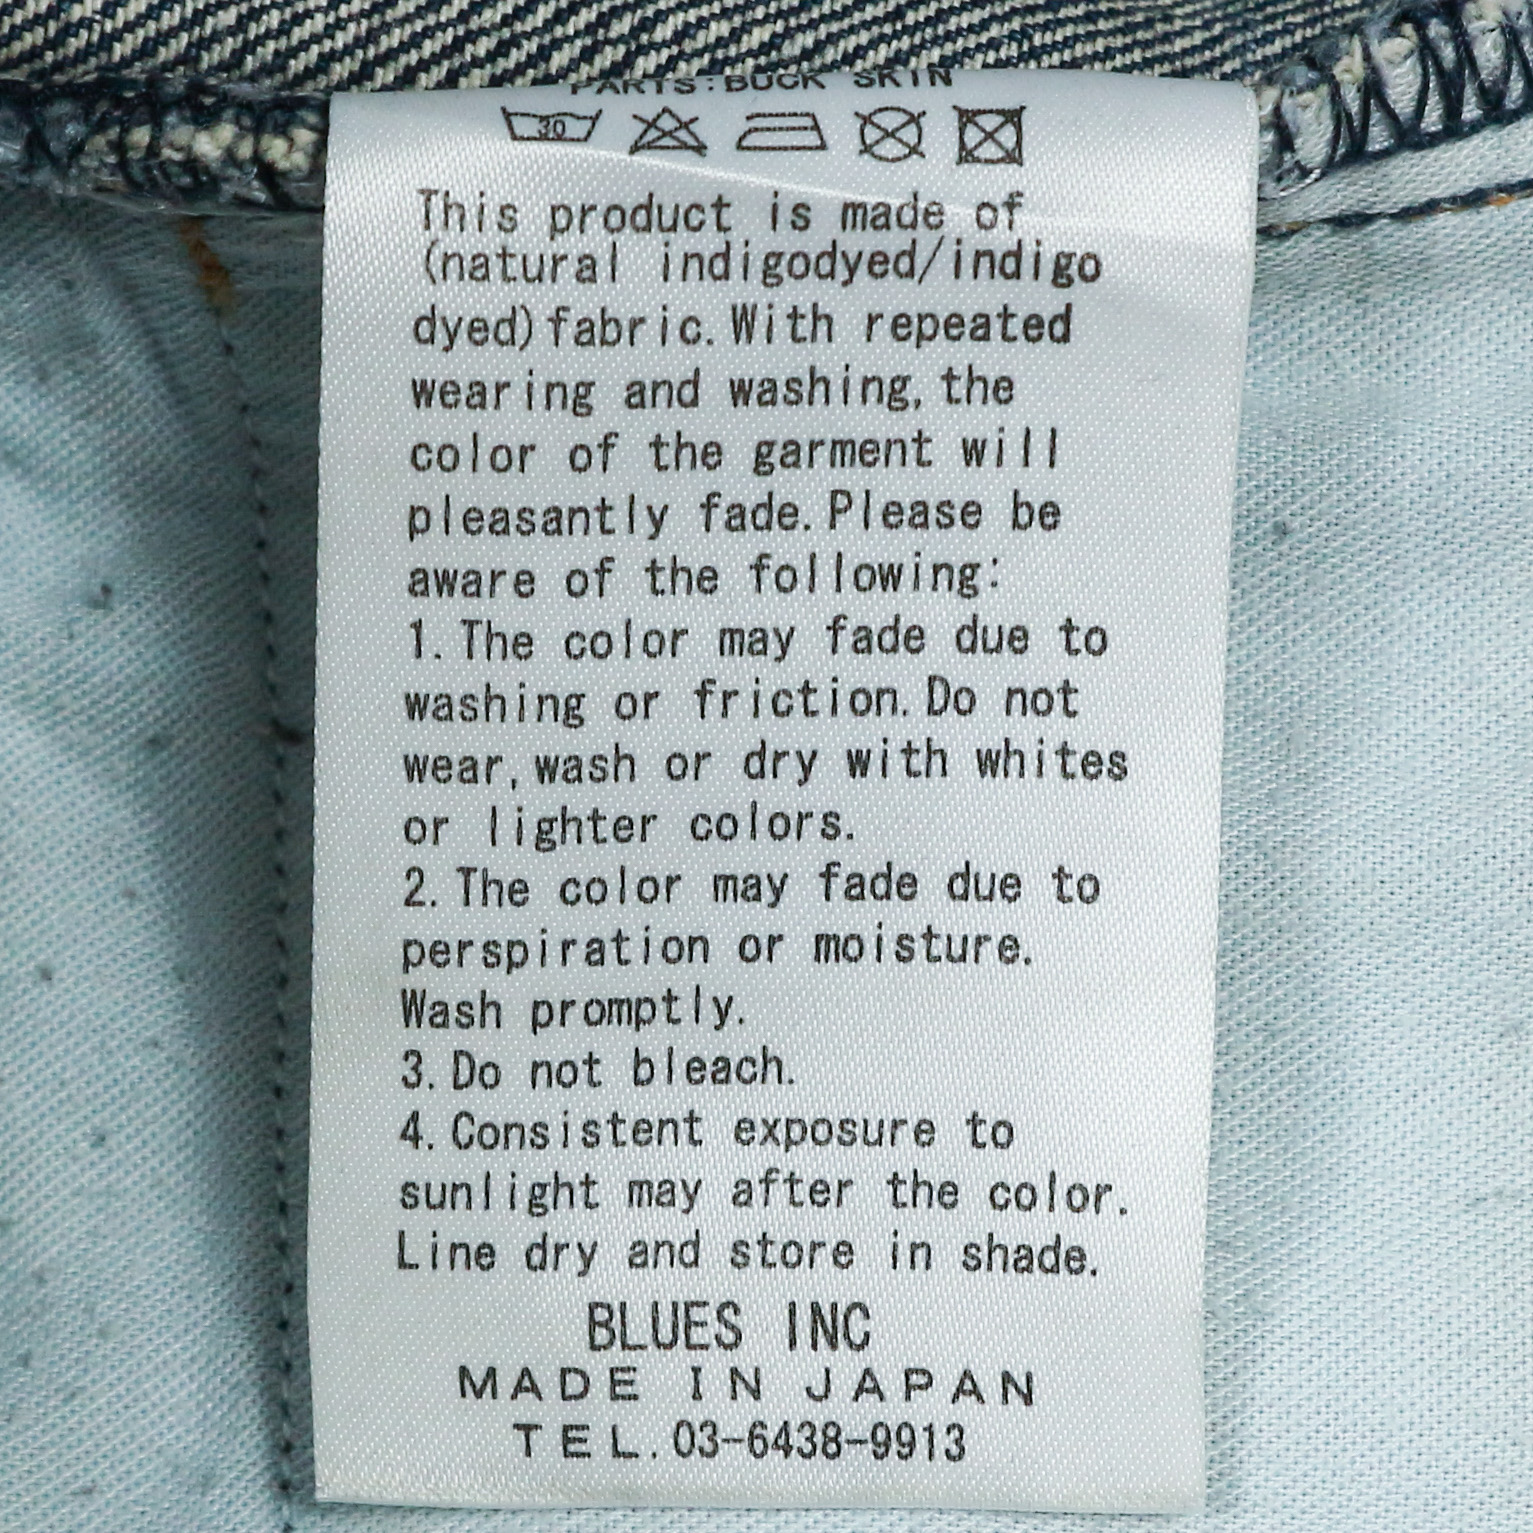 PARTS:BUCK SKIN
30
This product is made of
(natural indigodyed/indigo
dyed)fabric.With repeated
wearing and washing,the
color of the garment will
pleasantly fade.Please be
aware of the following:
1.The color may fade due to
washing or friction.Do not
wear,wash or dry with whites
or lighter colors.
2.The color may fade due to
perspiration or moisture.
Wash promptly.
3.Do not bleach.
4.Consistent exposure to
sunlight may after the color.
Line dry and store in shade.
BLUES INC
MADE IN JAPAN
TEL.03-6438-9913